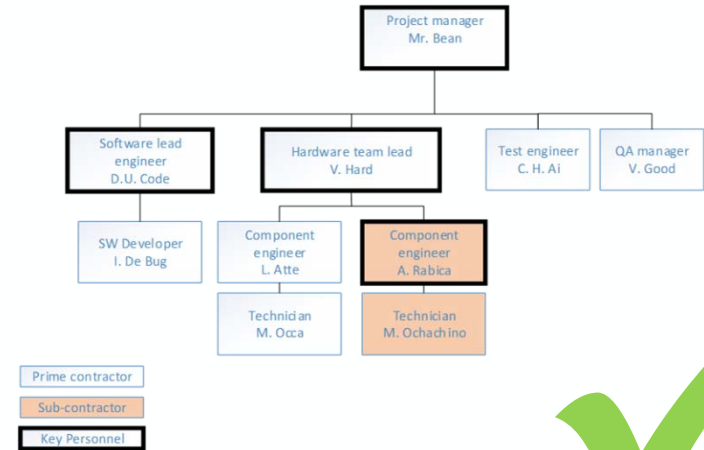 Project manager
Mr. Bean
Software lead
engineer
D.U. Code
Hardware team lead
V. Hard
Test engineer
C. H. Ai
QA manager
V. Good
SW Developer
I. De Bug
Component
engineer
L. Atte
Component
engineer
A. Rabica
Technician
M. Occa
Technician
M. Ochachino
Prime contractor
Sub-contractor
Key Personnel